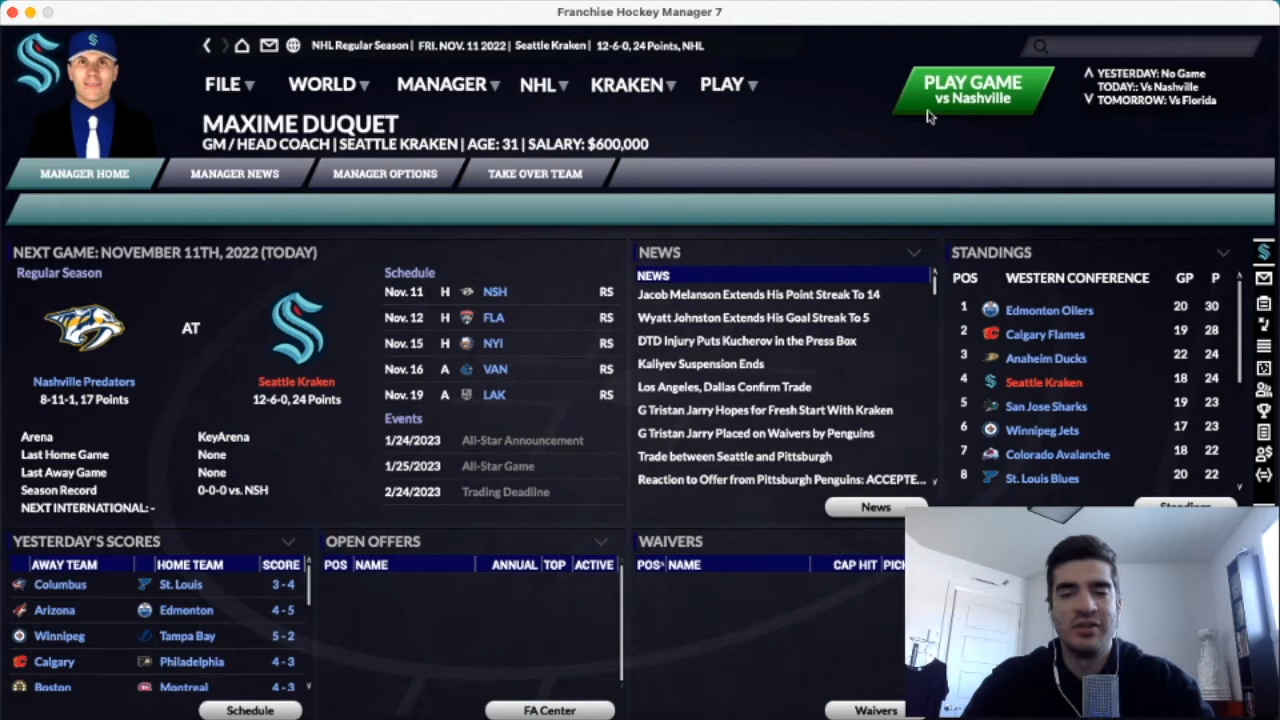 Franchise Hockey Manager 7
NHL Regular Season | FRI. NOV. 11 2022 | Seattle Kraken | 12-6-0, 24 Points, NHL
FILE WORLD MANAGER NHL KRAKEN PLAY
PLAY GAME
vs Nashville
YESTERDAY: No Game
TODAY:: Vs Nashville
TOMORROW: Vs Florida
MAXIME DUQUET
GM / HEAD COACH | SEATTLE KRAKEN | AGE: 31 | SALARY: $600,000
MANAGER HOME MANAGER NEWS MANAGER OPTIONS TAKE OVER TEAM
NEXT GAME: NOVEMBER 11TH, 2022 (TODAY)
Regular Season
AT
Nashville Predators
8-11-1, 17 Points
Seattle Kraken
12-6-0, 24 Points
Arena KeyArena
Last Home Game None
Last Away Game None
Season Record 0-0-0 vs. NSH
NEXT INTERNATIONAL: -
Schedule
Nov. 11 H NSH RS
Nov. 12 H FLA RS
Nov. 15 H NYI RS
Nov. 16 A VAN RS
Nov. 19 A LAK RS
Events
1/24/2023 All-Star Announcement
1/25/2023 All-Star Game
2/24/2023 Trading Deadline
NEWS
NEWS
Jacob Melanson Extends His Point Streak To 14
Wyatt Johnston Extends His Goal Streak To 5
DTD Injury Puts Kucherov in the Press Box
Kaliyev Suspension Ends
Los Angeles, Dallas Confirm Trade
G Tristan Jarry Hopes for Fresh Start With Kraken
G Tristan Jarry Placed on Waivers by Penguins
Trade between Seattle and Pittsburgh
Reaction to Offer from Pittsburgh Penguins: ACCEPTE...
News
STANDINGS
POS WESTERN CONFERENCE GP P
1 Edmonton Oilers 20 30
2 Calgary Flames 19 28
3 Anaheim Ducks 22 24
4 Seattle Kraken 18 24
5 San Jose Sharks 19 23
6 Winnipeg Jets 17 23
7 Colorado Avalanche 18 22
8 St. Louis Blues 20 22
Standings
YESTERDAY'S SCORES
AWAY TEAM HOME TEAM SCORE
Columbus St. Louis 3 - 4
Arizona Edmonton 4 - 5
Winnipeg Tampa Bay 5 - 2
Calgary Philadelphia 4 - 3
Boston Montreal 4 - 3
Schedule
OPEN OFFERS
POS NAME ANNUAL TOP ACTIVE
FA Center
WAIVERS
POS NAME CAP HIT PICK
Waivers